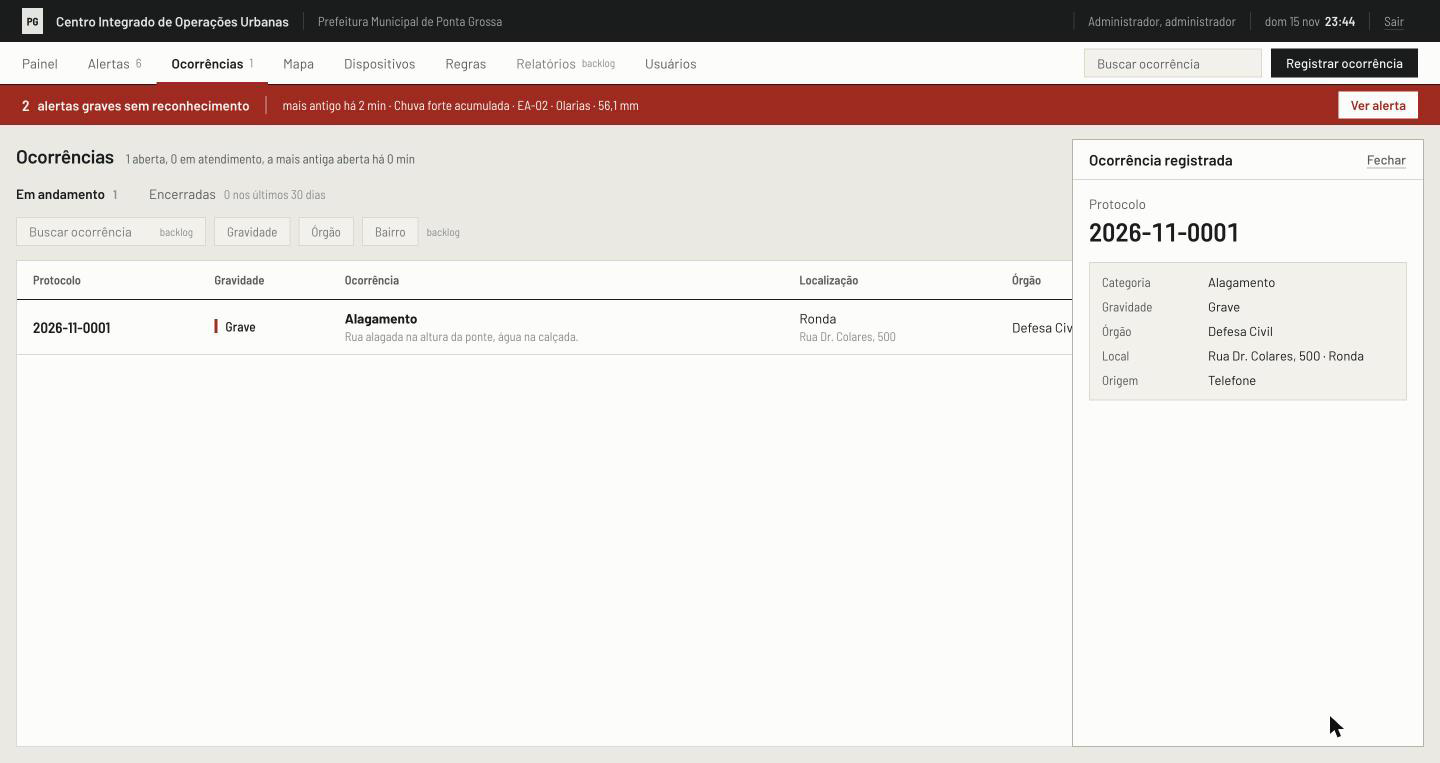 PG Centro Integrado de Operações Urbanas Prefeitura Municipal de Ponta Grossa Administrador, administrador dom 15 nov 23:44 Sair
Painel Alertas 6 Ocorrências 1 Mapa Dispositivos Regras Relatórios backlog Usuários Buscar ocorrência Registrar ocorrência
2 alertas graves sem reconhecimento mais antigo há 2 min · Chuva forte acumulada · EA-02 · Olarias · 56,1 mm Ver alerta
Ocorrências 1 aberta, 0 em atendimento, a mais antiga aberta há 0 min
Em andamento 1 Encerradas 0 nos últimos 30 dias
Buscar ocorrência backlog Gravidade Órgão Bairro backlog
Protocolo Gravidade Ocorrência Localização Órgão
2026-11-0001 Grave Alagamento Ronda Defesa Civ
Rua alagada na altura da ponte, água na calçada. Rua Dr. Colares, 500
Ocorrência registrada Fechar
Protocolo
2026-11-0001
Categoria Alagamento
Gravidade Grave
Órgão Defesa Civil
Local Rua Dr. Colares, 500 · Ronda
Origem Telefone